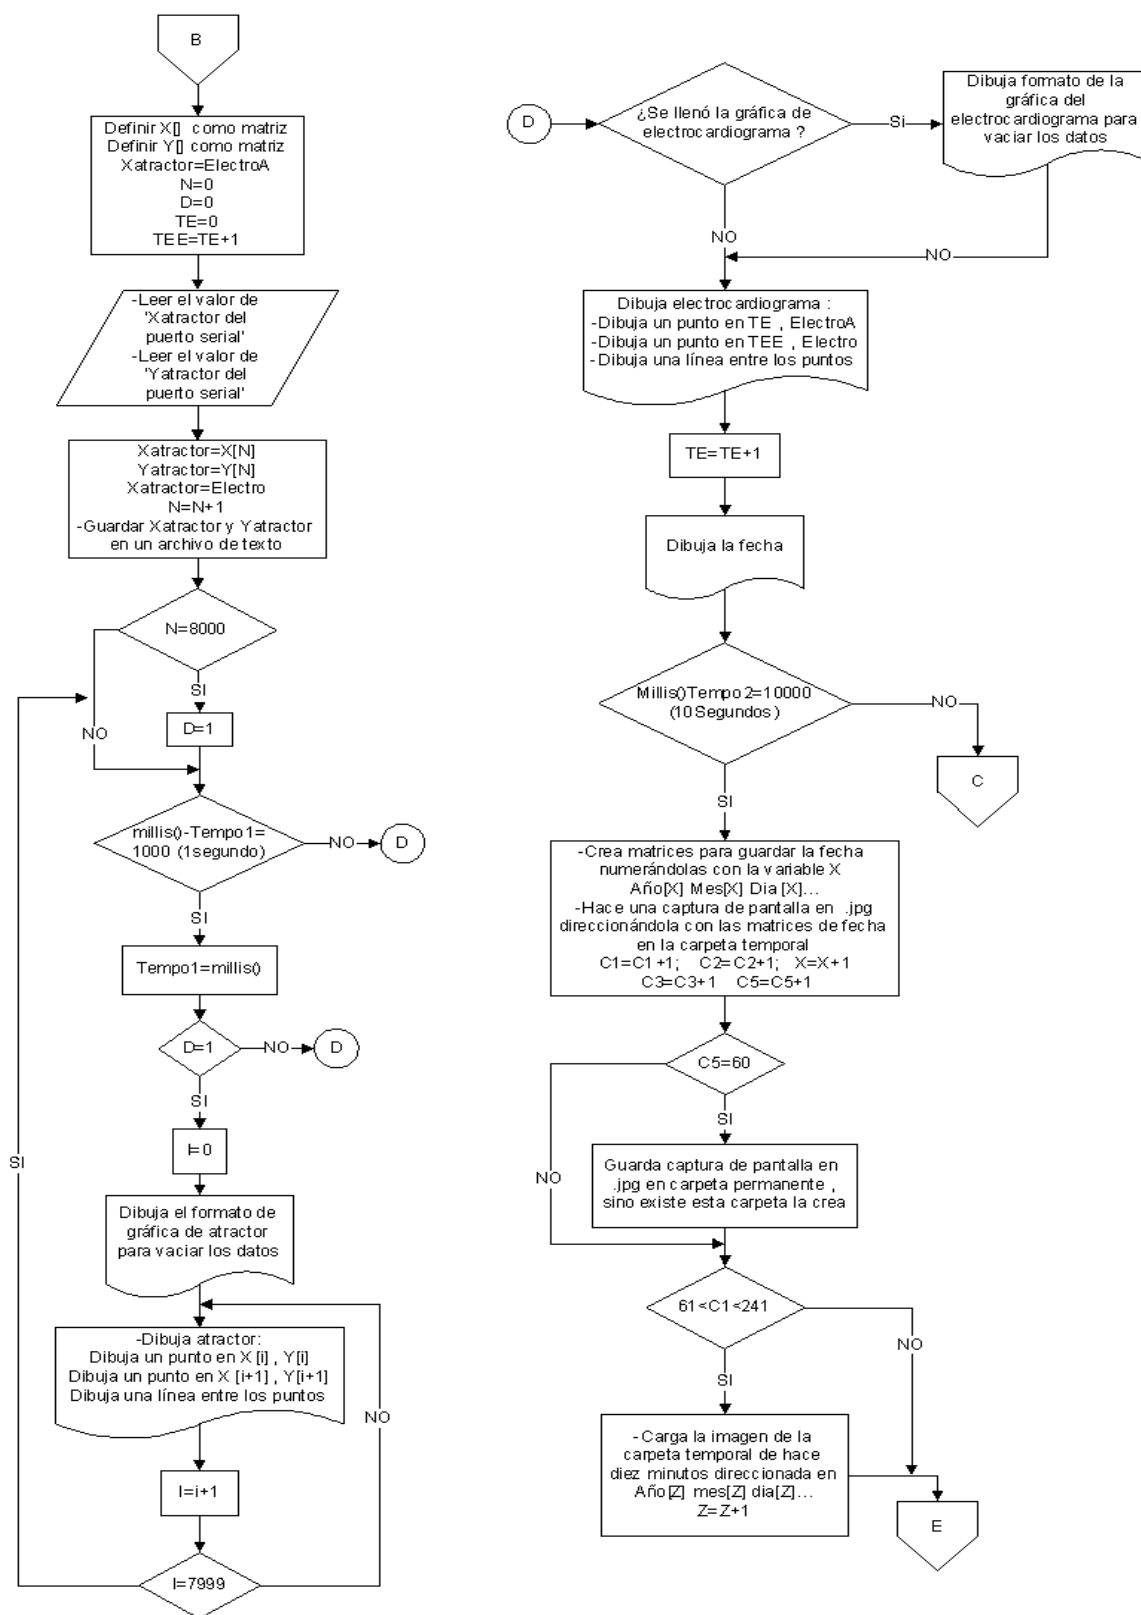 B
Definir X[] como matriz
Definir Y[] como matriz
Xatractor=ElectroA
N=0
D=0
TE=0
TEE=TE+1
-Leer el valor de
'Xatractor del
puerto serial'
-Leer el valor de
'Yatractor del
puerto serial'
Xatractor=X[N]
Yatractor=Y[N]
Xatractor=Electro
N=N+1
-Guardar Xatractor y Yatractor
en un archivo de texto
N=8000
SI
NO
D=1
millis()-Tempo1=
1000 (1segundo)
NO
D
SI
Tempo1=millis()
D=1
NO
D
SI
I=0
SI
Dibuja el formato de
gráfica de atractor
para vaciar los datos
-Dibuja atractor:
Dibuja un punto en X [i] , Y[i]
Dibuja un punto en X [i+1] , Y[i+1]
Dibuja una línea entre los puntos
NO
I=i+1
I=7999
D
¿Se llenó la gráfica de
electrocardiograma ?
Si
Dibuja formato de la
gráfica del
electrocardiograma para
vaciar los datos
NO
NO
Dibuja electrocardiograma :
-Dibuja un punto en TE , ElectroA
-Dibuja un punto en TEE , Electro
-Dibuja una línea entre los puntos
TE=TE+1
Dibuja la fecha
Millis()Tempo2=10000
(10Segundos)
NO
C
SI
-Crea matrices para guardar la fecha
numerándolas con la variable X
Año[X] Mes[X] Dia [X]...
-Hace una captura de pantalla en .jpg
direccionándola con las matrices de fecha
en la carpeta temporal
C1=C1+1; C2=C2+1; X=X+1
C3=C3+1 C5=C5+1
C5=60
SI
NO
Guarda captura de pantalla en
.jpg en carpeta permanente ,
sino existe esta carpeta la crea
61<C1<241
NO
SI
- Carga la imagen de la
carpeta temporal de hace
diez minutos direccionada en
Año[Z] mes[Z] dia[Z]...
Z=Z+1
E